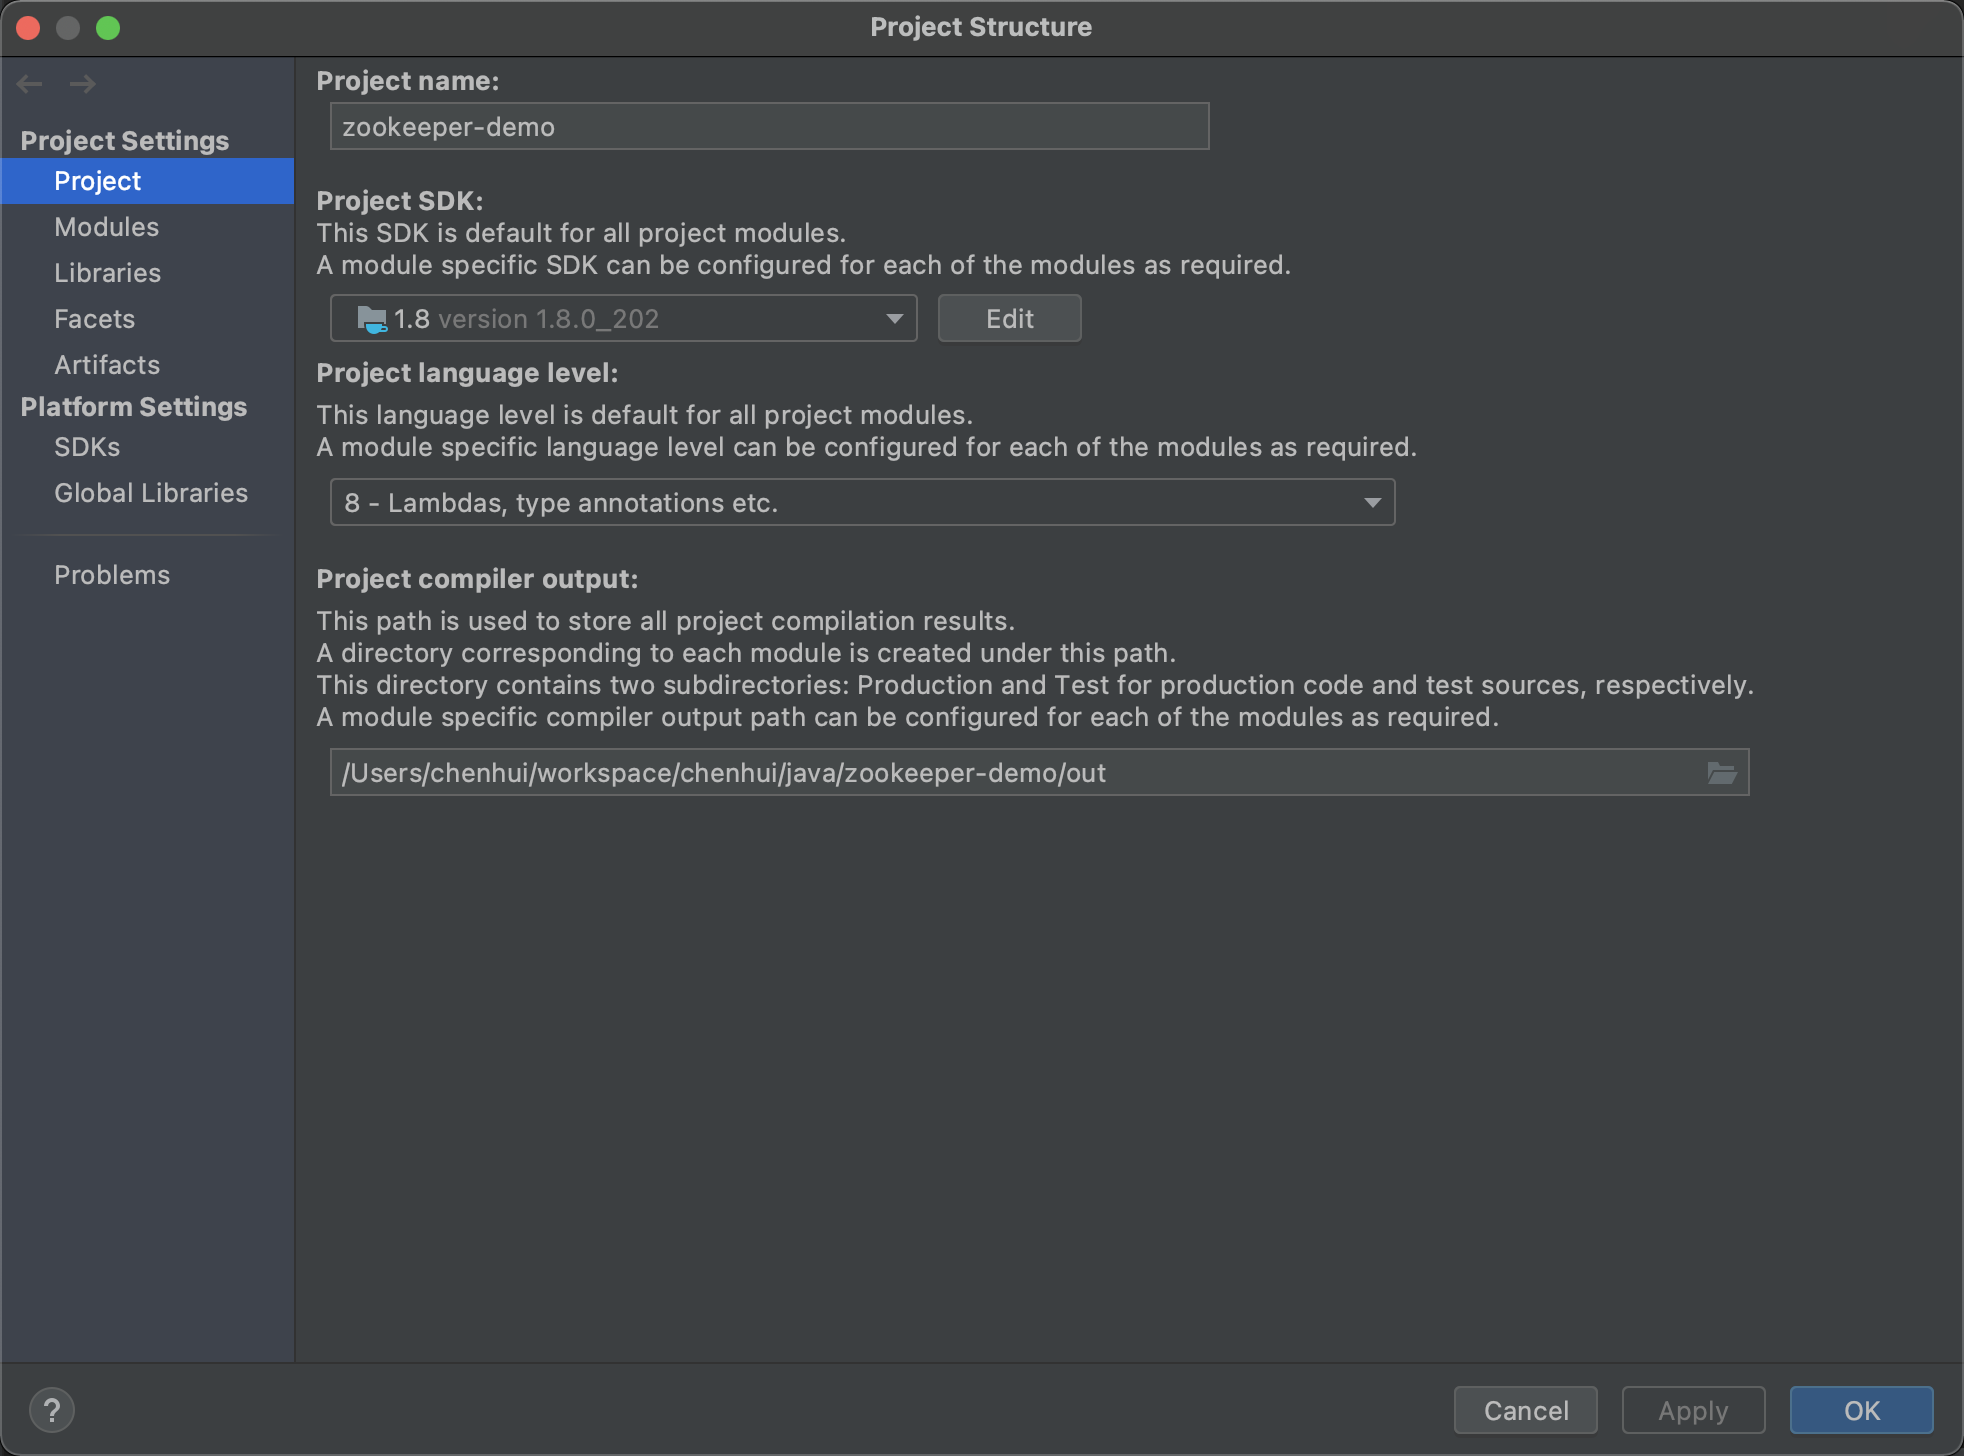 Project Structure
Project Settings
Project
Modules
Libraries
Facets
Artifacts
Platform Settings
SDKs
Global Libraries
Problems
Project name:
zookeeper-demo
Project SDK:
This SDK is default for all project modules.
A module specific SDK can be configured for each of the modules as required.
1.8 version 1.8.0_202
Edit
Project language level:
This language level is default for all project modules.
A module specific language level can be configured for each of the modules as required.
8 - Lambdas, type annotations etc.
Project compiler output:
This path is used to store all project compilation results.
A directory corresponding to each module is created under this path.
This directory contains two subdirectories: Production and Test for production code and test sources, respectively.
A module specific compiler output path can be configured for each of the modules as required.
/Users/chenhui/workspace/chenhui/java/zookeeper-demo/out
?
Cancel
Apply
OK